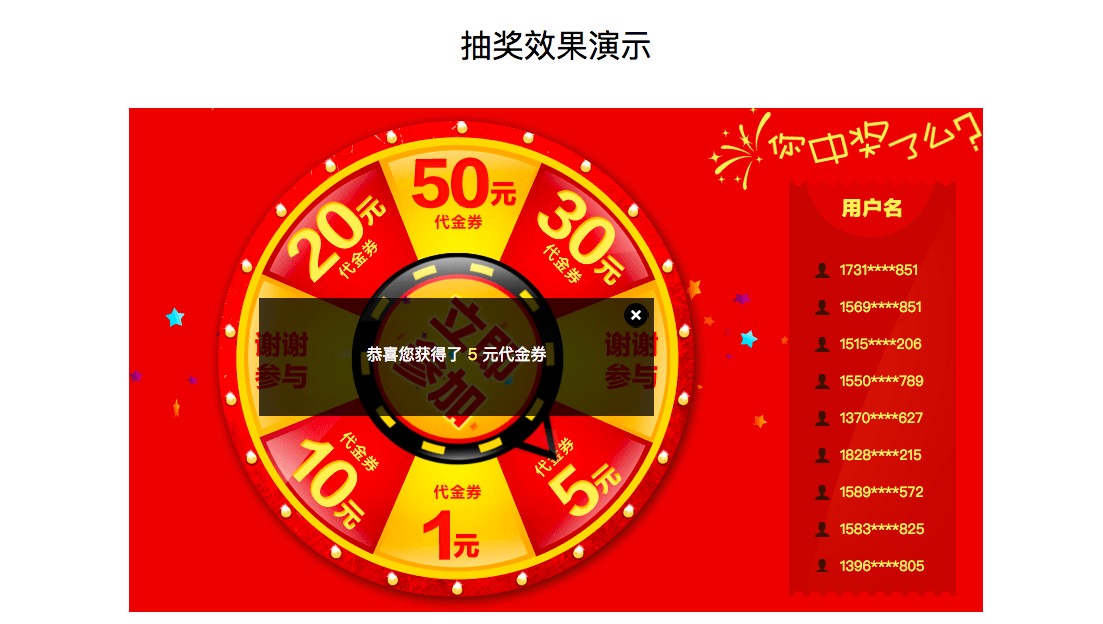 抽奖效果演示
你中奖了么?
用户名
1731****851
1569****851
1515****206
1550****789
1370****627
1828****215
1589****572
1583****825
1396****805
50元
代金券
30元
代金券
谢谢
参与
5元
代金券
代金券
1元
10元
代金券
谢谢
参与
20元
代金券
立即
参加
恭喜您获得了 5 元代金券